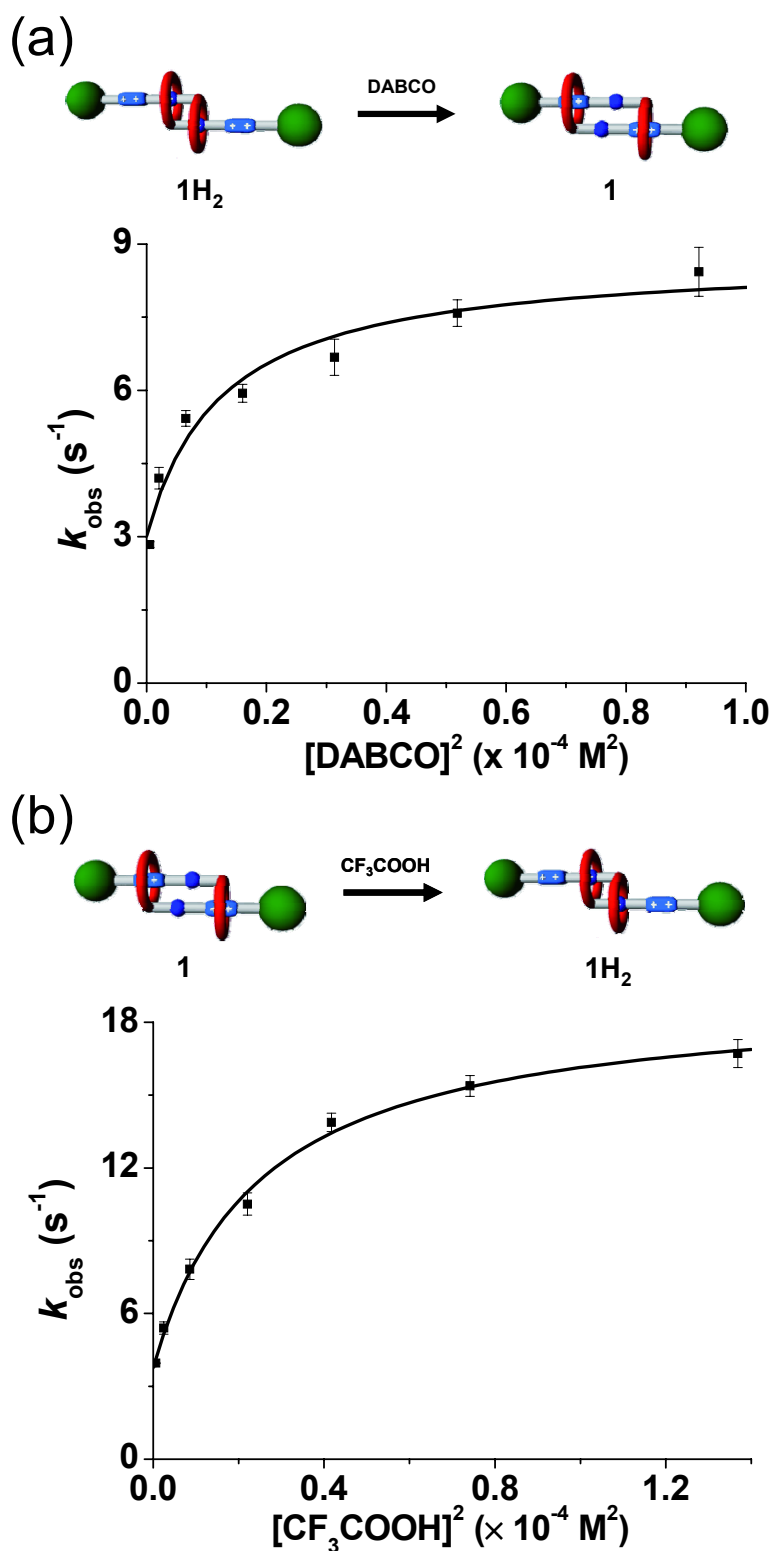 (a)
DABCO
1H₂
1
9
6
3
0
k_obs (s⁻¹)
0.0 0.2 0.4 0.6 0.8 1.0
[DABCO]² (x 10⁻⁴ M²)
(b)
CF₃COOH
1
1H₂
18
12
6
0
k_obs (s⁻¹)
0.0 0.4 0.8 1.2
[CF₃COOH]² (× 10⁻⁴ M²)